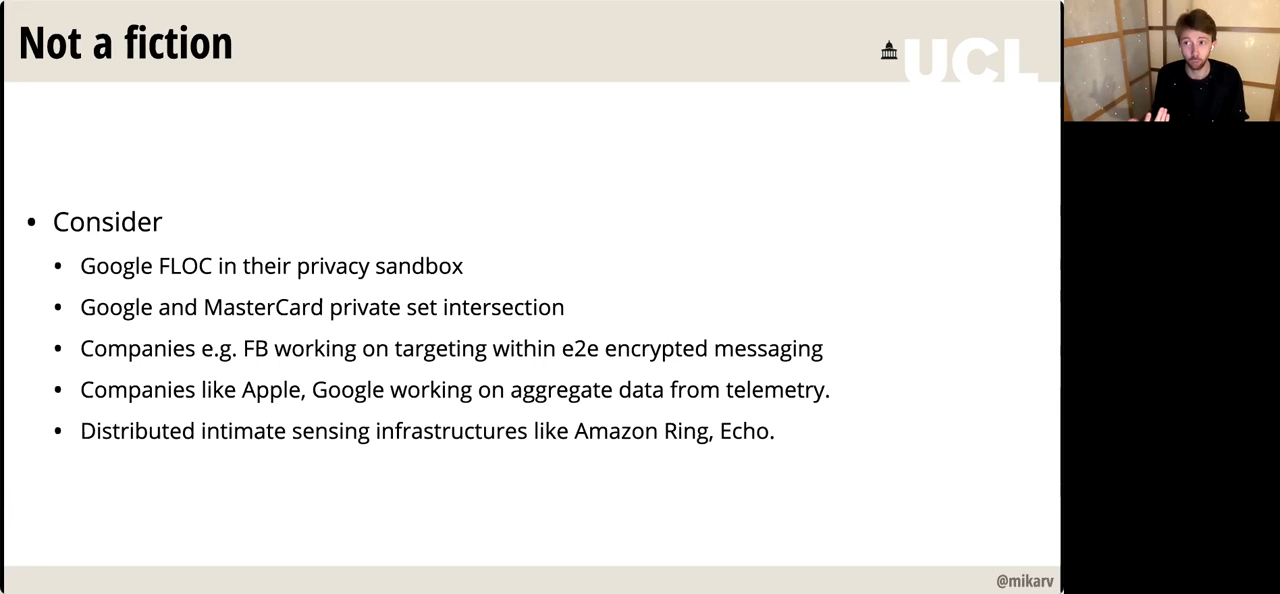 Not a fiction
UCL
• Consider
• Google FLOC in their privacy sandbox
• Google and MasterCard private set intersection
• Companies e.g. FB working on targeting within e2e encrypted messaging
• Companies like Apple, Google working on aggregate data from telemetry.
• Distributed intimate sensing infrastructures like Amazon Ring, Echo.
@mikarv